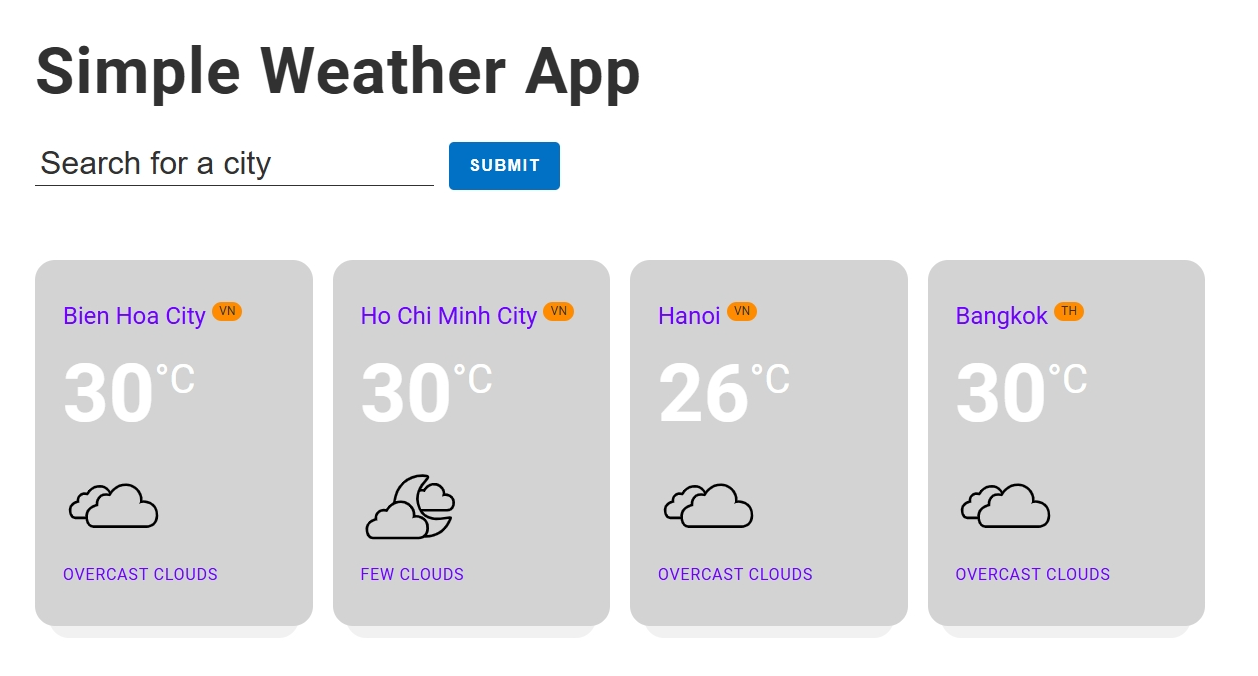 Simple Weather App
Search for a city
SUBMIT
Bien Hoa City VN
30°C
OVERCAST CLOUDS
Ho Chi Minh City VN
30°C
FEW CLOUDS
Hanoi VN
26°C
OVERCAST CLOUDS
Bangkok TH
30°C
OVERCAST CLOUDS